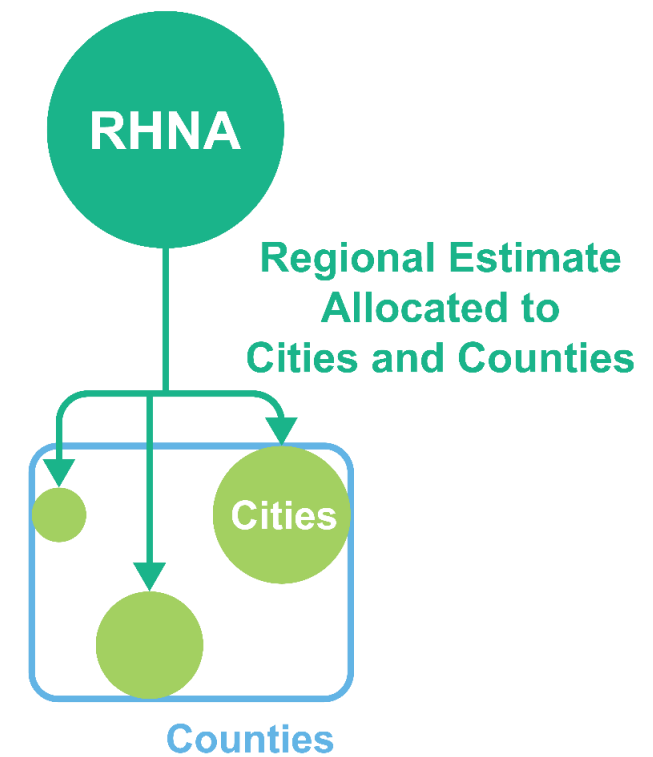 RHNA
Regional Estimate
Allocated to
Cities and Counties
Cities
Counties